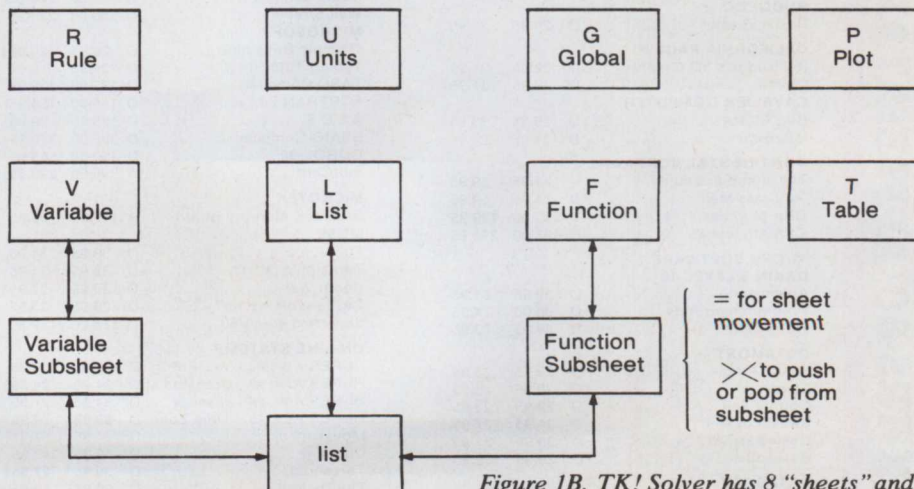 R
Rule
U
Units
G
Global
P
Plot
V
Variable
L
List
F
Function
T
Table
Variable
Subsheet
Function
Subsheet
= for sheet
movement
>< to push
or pop from
subsheet
list
Figure 1B. TK! Solver has 8 "sheets" and